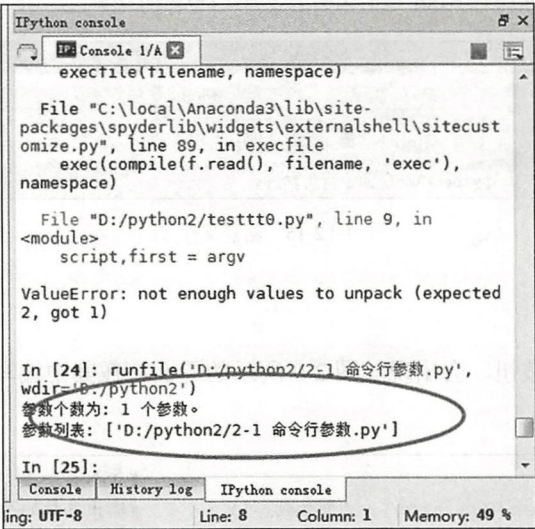 IPython console
IP: Console 1/A
execfile(filename, namespace)
File "C:\local\Anaconda3\lib\site-
packages\spyderlib\widgets\externalshell\sitecust
omize.py", line 89, in execfile
exec(compile(f.read(), filename, 'exec'),
namespace)
File "D:/python2/testtt0.py", line 9, in
<module>
script,first = argv
ValueError: not enough values to unpack (expected
2, got 1)
In [24]: runfile('D:/python2/2-1 命令行参数.py',
wdir='D:/python2')
参数个数为: 1 个参数。
参数列表: ['D:/python2/2-1 命令行参数.py']
In [25]:
Console History log IPython console
ing: UTF-8 Line: 8 Column: 1 Memory: 49 %